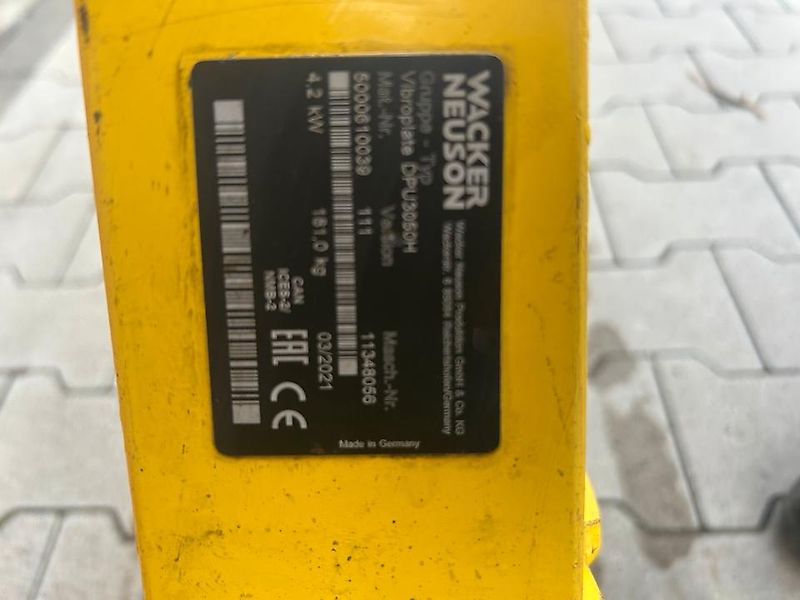 WACKER
NEUSON
Wacker Neuson Produktion GmbH & Co. KG
Wackerstr. 6 85084 Reichertshofen/Germany
Gruppe - Typ
Vibroplate DPU3050H
Mat.-Nr. Version Masch.-Nr.
5000610039 111 11348066
4,2 kW 161,0 kg 03/2021
CAN
ICES-2/
NMB-2
EAC CE
Made in Germany